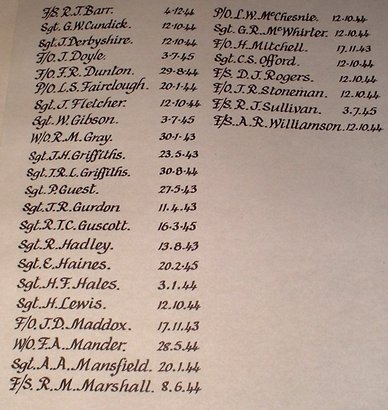 F/S. R.J. Barr. 4·12·44
Sgt. G.W. Cundick. 12·10·44
Sgt. J. Derbyshire. 12·10·44
F/O. J. Doyle. 3·7·45
F/O. F.R. Dunton. 29·8·44
P/O. L.S. Fairclough. 20·1·44
Sgt. J. Fletcher. 12·10·44
Sgt. W. Gibson. 3·7·45
W/O. R.M. Gray. 30·1·43
Sgt. J.H. Griffiths. 23.5·43
Sgt. T.R.L. Griffiths. 30·8·44
Sgt. P. Guest. 27·5·43
Sgt. J.R. Gurdon 11.4.43
Sgt. R.T.C. Guscott. 16·3·45
Sgt. R. Hadley. 13.8.43
Sgt. E. Haines. 20.2·45
Sgt. H.F. Hales. 3.1.44
Sgt. H. Lewis. 12.10.44
F/O. J.D. Maddox. 17.11.43
W/O. F.A. Mander. 28.5.44
Sgt. A.A. Mansfield. 20.1.44
F/S. R.M. Marshall. 8.6.44
P/O. L.W. McChesnie. 12.10.44
Sgt. G.R. McWhirter. 12.10.44
F/O. H. Mitchell. 17.11.43
Sgt. C.S. Offord. 12.10.44
F/S. D.J. Rogers. 12.10.44
F/O. J.R. Stoneman. 12.10.44
F/S. R.J. Sullivan. 3.7.45
F/S. A.R. Williamson. 12.10.44